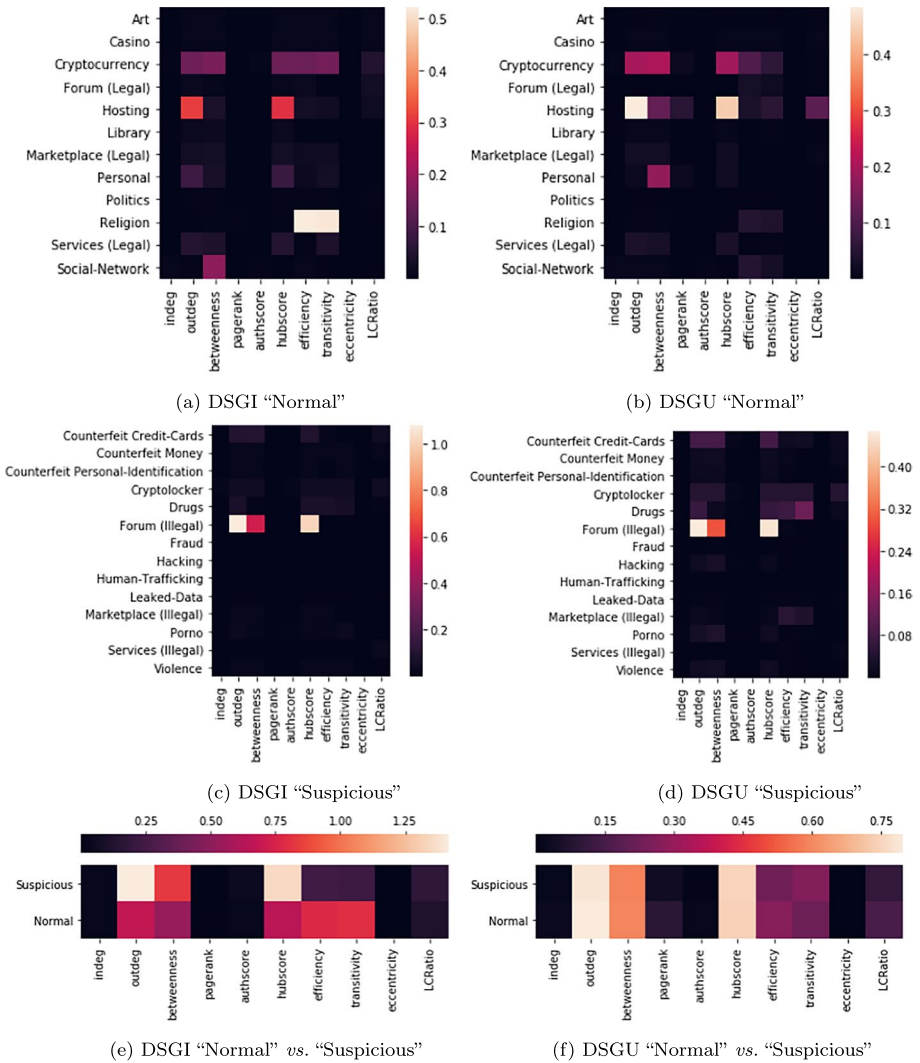 Art
Casino
Cryptocurrency
Forum (Legal)
Hosting
Library
Marketplace (Legal)
Personal
Politics
Religion
Services (Legal)
Social-Network
indeg
outdeg
betweenness
pagerank
authscore
hubscore
efficiency
transitivity
eccentricity
LCRatio
0.5
0.4
0.3
0.2
0.1
(a) DSGI “Normal”
Art
Casino
Cryptocurrency
Forum (Legal)
Hosting
Library
Marketplace (Legal)
Personal
Politics
Religion
Services (Legal)
Social-Network
indeg
outdeg
betweenness
pagerank
authscore
hubscore
efficiency
transitivity
eccentricity
LCRatio
0.4
0.3
0.2
0.1
(b) DSGU “Normal”
Counterfeit Credit-Cards
Counterfeit Money
Counterfeit Personal-Identification
Cryptolocker
Drugs
Forum (Illegal)
Fraud
Hacking
Human-Trafficking
Leaked-Data
Marketplace (Illegal)
Porno
Services (Illegal)
Violence
indeg
outdeg
betweenness
pagerank
authscore
hubscore
efficiency
transitivity
eccentricity
LCRatio
1.0
0.8
0.6
0.4
0.2
(c) DSGI “Suspicious”
Counterfeit Credit-Cards
Counterfeit Money
Counterfeit Personal-Identification
Cryptolocker
Drugs
Forum (Illegal)
Fraud
Hacking
Human-Trafficking
Leaked-Data
Marketplace (Illegal)
Porno
Services (Illegal)
Violence
indeg
outdeg
betweenness
pagerank
authscore
hubscore
efficiency
transitivity
eccentricity
LCRatio
0.40
0.32
0.24
0.16
0.08
(d) DSGU “Suspicious”
0.25 0.50 0.75 1.00 1.25
Suspicious
Normal
indeg
outdeg
betweenness
pagerank
authscore
hubscore
efficiency
transitivity
eccentricity
LCRatio
(e) DSGI “Normal” vs. “Suspicious”
0.15 0.30 0.45 0.60 0.75
Suspicious
Normal
indeg
outdeg
betweenness
pagerank
authscore
hubscore
efficiency
transitivity
eccentricity
LCRatio
(f) DSGU “Normal” vs. “Suspicious”